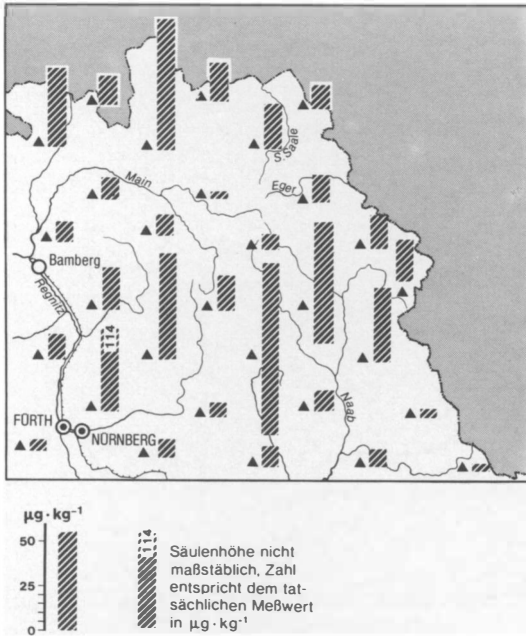 S.Saale
Main
Eger
Bamberg
Regnitz
114
Naab
FÜRTH
NÜRNBERG
µg·kg⁻¹
50
25
0
114
Säulenhöhe nicht
maßstäblich, Zahl
entspricht dem tat-
sächlichen Meßwert
in µg·kg⁻¹